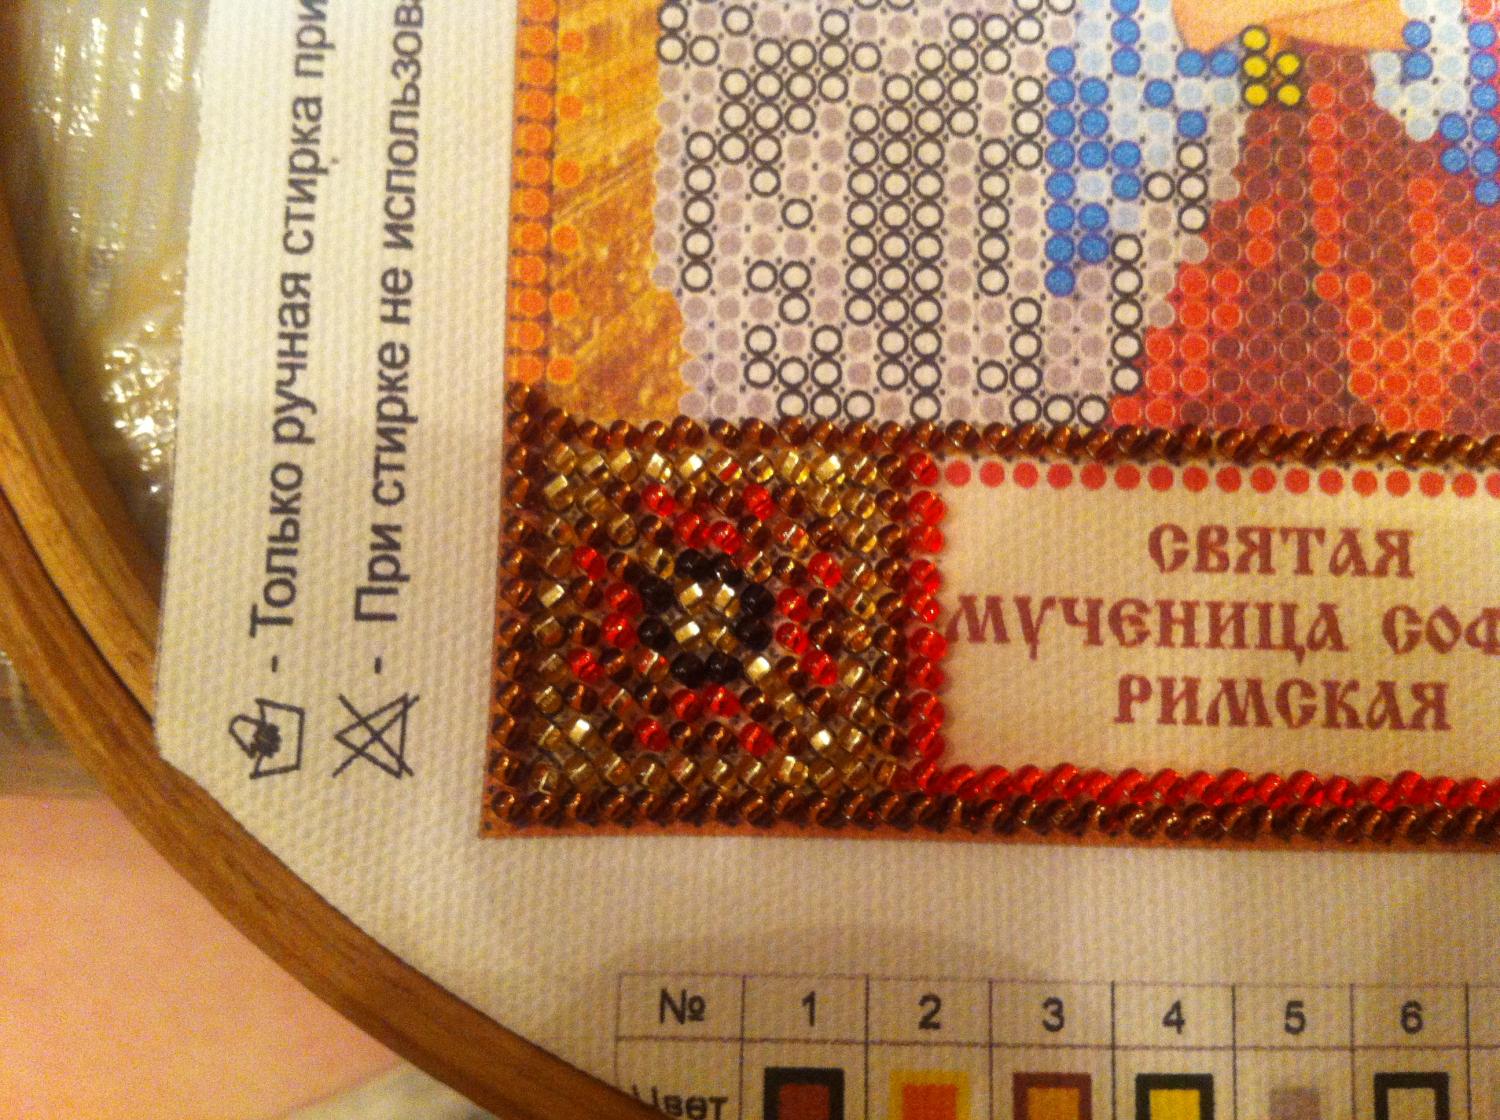 - Только ручная стирка при
- При стирке не использова
СВЯТАЯ
МУЧЕНИЦА СОФ
РИМСКАЯ
№ 1 2 3 4 5 6
Цвет